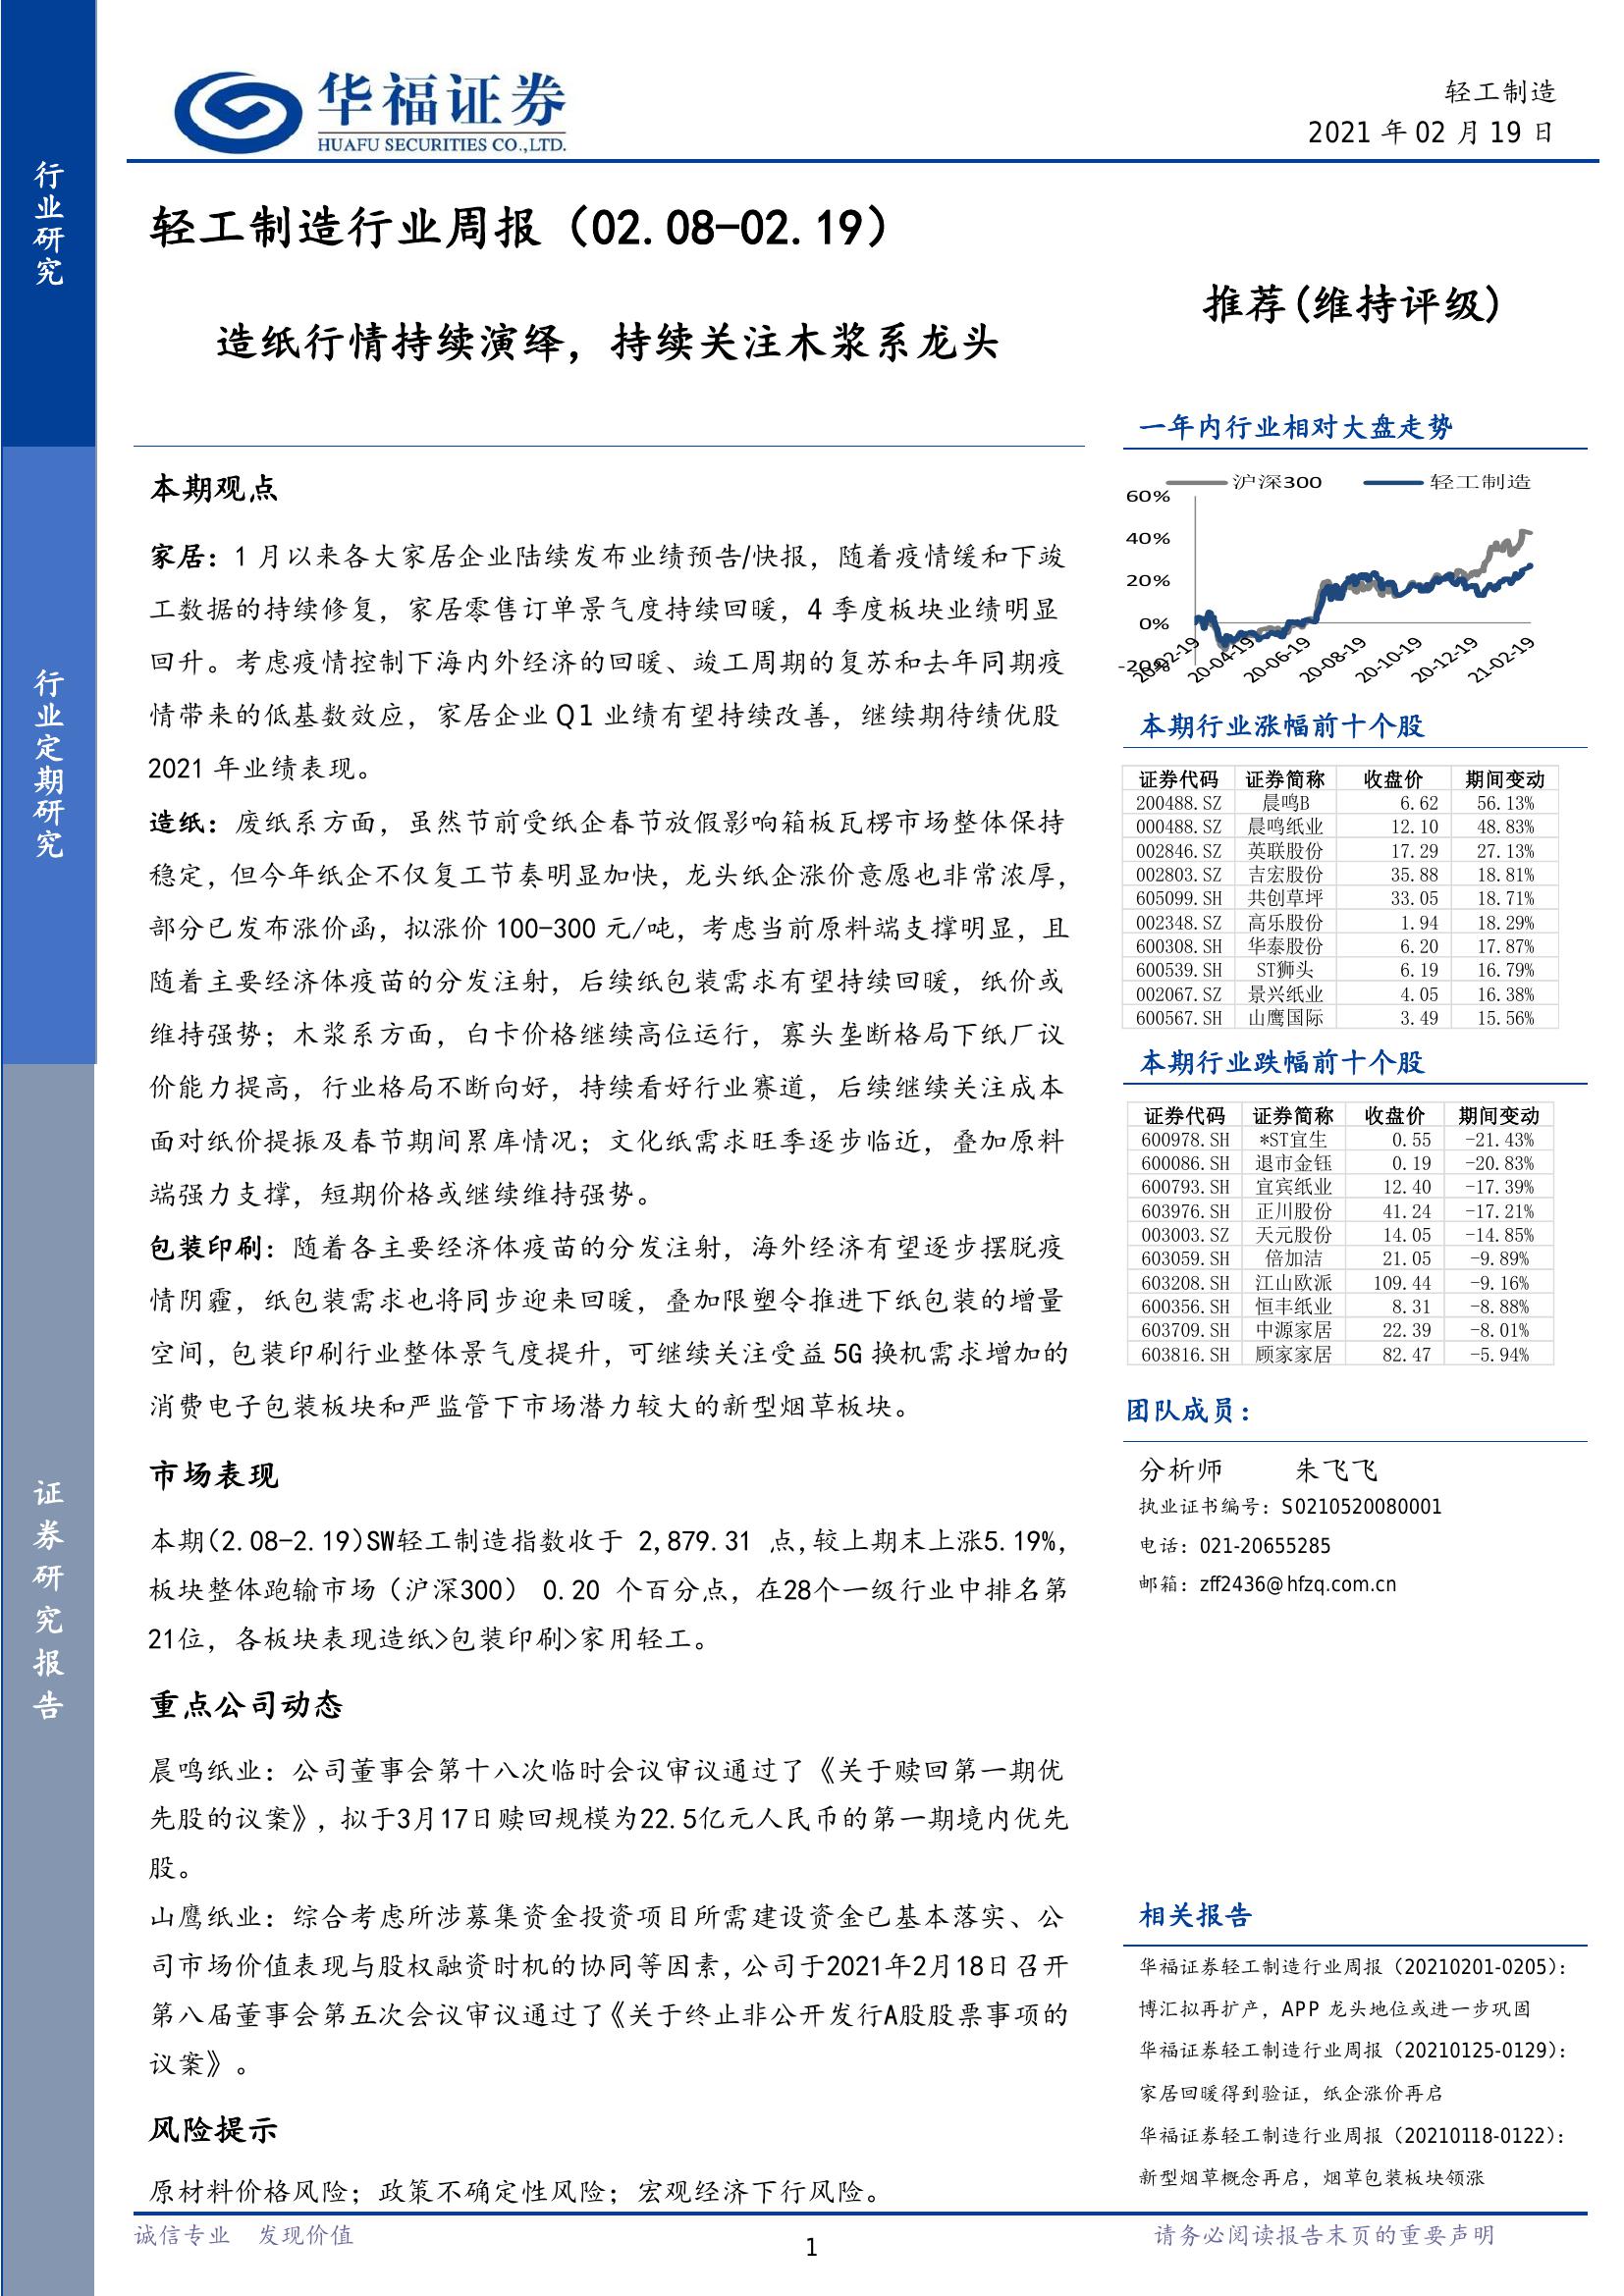 行业研究
行业定期研究
证券研究报告
华福证券
HUAFU SECURITIES CO.,LTD.
轻工制造
2021 年 02 月 19 日
轻工制造行业周报（02.08-02.19）
造纸行情持续演绎，持续关注木浆系龙头
推荐(维持评级)
本期观点
家居：1 月以来各大家居企业陆续发布业绩预告/快报，随着疫情缓和下竣
工数据的持续修复，家居零售订单景气度持续回暖，4 季度板块业绩明显
回升。考虑疫情控制下海内外经济的回暖、竣工周期的复苏和去年同期疫
情带来的低基数效应，家居企业 Q1 业绩有望持续改善，继续期待绩优股
2021 年业绩表现。
造纸：废纸系方面，虽然节前受纸企春节放假影响箱板瓦楞市场整体保持
稳定，但今年纸企不仅复工节奏明显加快，龙头纸企涨价意愿也非常浓厚，
部分已发布涨价函，拟涨价 100-300 元/吨，考虑当前原料端支撑明显，且
随着主要经济体疫苗的分发注射，后续纸包装需求有望持续回暖，纸价或
维持强势；木浆系方面，白卡价格继续高位运行，寡头垄断格局下纸厂议
价能力提高，行业格局不断向好，持续看好行业赛道，后续继续关注成本
面对纸价提振及春节期间累库情况；文化纸需求旺季逐步临近，叠加原料
端强力支撑，短期价格或继续维持强势。
包装印刷：随着各主要经济体疫苗的分发注射，海外经济有望逐步摆脱疫
情阴霾，纸包装需求也将同步迎来回暖，叠加限塑令推进下纸包装的增量
空间，包装印刷行业整体景气度提升，可继续关注受益 5G 换机需求增加的
消费电子包装板块和严监管下市场潜力较大的新型烟草板块。
市场表现
本期(2.08-2.19)SW轻工制造指数收于 2,879.31 点,较上期末上涨5.19%,
板块整体跑输市场（沪深300） 0.20 个百分点，在28个一级行业中排名第
21位，各板块表现造纸>包装印刷>家用轻工。
重点公司动态
晨鸣纸业：公司董事会第十八次临时会议审议通过了《关于赎回第一期优
先股的议案》，拟于3月17日赎回规模为22.5亿元人民币的第一期境内优先
股。
山鹰纸业：综合考虑所涉募集资金投资项目所需建设资金已基本落实、公
司市场价值表现与股权融资时机的协同等因素,公司于2021年2月18日召开
第八届董事会第五次会议审议通过了《关于终止非公开发行A股股票事项的
议案》。
风险提示
原材料价格风险；政策不确定性风险；宏观经济下行风险。
一年内行业相对大盘走势
沪深300 轻工制造
60%
40%
20%
0%
-20%
20-02-19 20-04-19 20-06-19 20-08-19 20-10-19 20-12-19 21-02-19
本期行业涨幅前十个股
证券代码 证券简称 收盘价 期间变动
200488.SZ 晨鸣B 6.62 56.13%
000488.SZ 晨鸣纸业 12.10 48.83%
002846.SZ 英联股份 17.29 27.13%
002803.SZ 吉宏股份 35.88 18.81%
605099.SH 共创草坪 33.05 18.71%
002348.SZ 高乐股份 1.94 18.29%
600308.SH 华泰股份 6.20 17.87%
600539.SH ST狮头 6.19 16.79%
002067.SZ 景兴纸业 4.05 16.38%
600567.SH 山鹰国际 3.49 15.56%
本期行业跌幅前十个股
证券代码 证券简称 收盘价 期间变动
600978.SH *ST宜生 0.55 -21.43%
600086.SH 退市金钰 0.19 -20.83%
600793.SH 宜宾纸业 12.40 -17.39%
603976.SH 正川股份 41.24 -17.21%
003003.SZ 天元股份 14.05 -14.85%
603059.SH 倍加洁 21.05 -9.89%
603208.SH 江山欧派 109.44 -9.16%
600356.SH 恒丰纸业 8.31 -8.88%
603709.SH 中源家居 22.39 -8.01%
603816.SH 顾家家居 82.47 -5.94%
团队成员：
分析师 朱飞飞
执业证书编号：S0210520080001
电话：021-20655285
邮箱：zff2436@hfzq.com.cn
相关报告
华福证券轻工制造行业周报（20210201-0205）：
博汇拟再扩产，APP 龙头地位或进一步巩固
华福证券轻工制造行业周报（20210125-0129）：
家居回暖得到验证，纸企涨价再启
华福证券轻工制造行业周报（20210118-0122）：
新型烟草概念再启，烟草包装板块领涨
诚信专业 发现价值
1
请务必阅读报告末页的重要声明